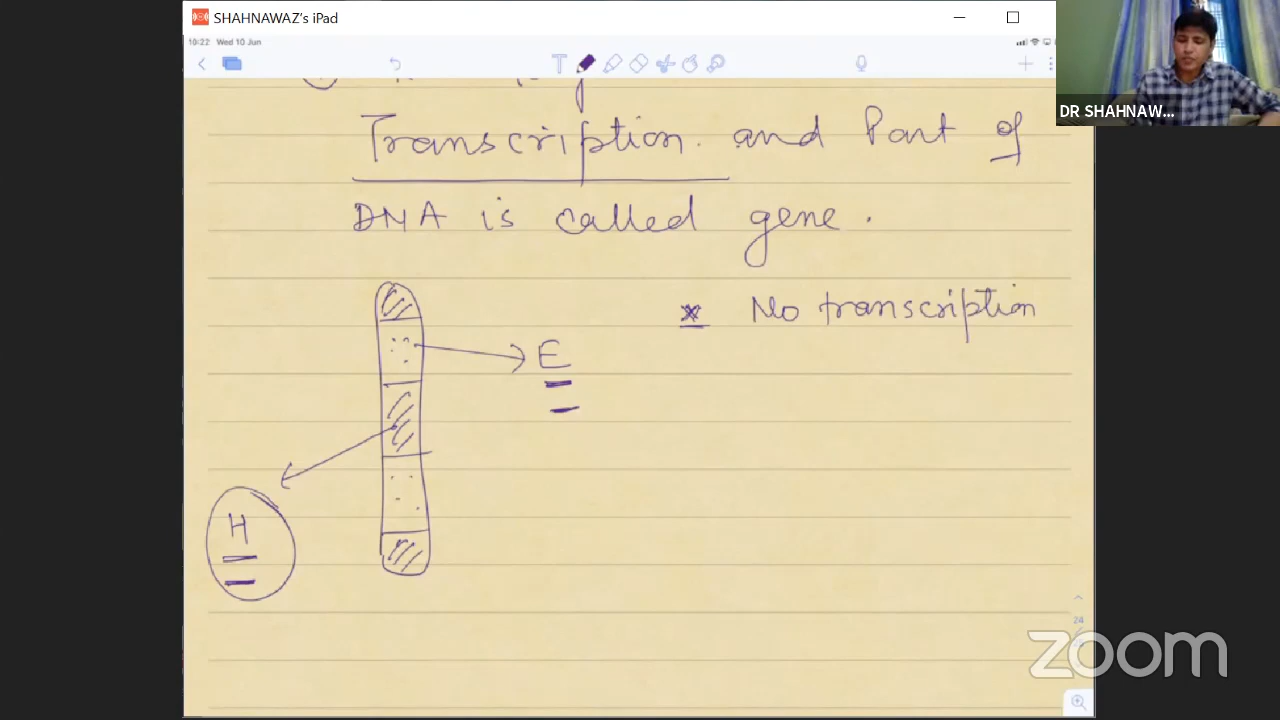 SHAHNAWAZ's iPad
10:22 Wed 10 Jun
DR SHAHNAW...
Transcription. and Part of
DNA is called gene.
* No transcription
E
H
24
zoom